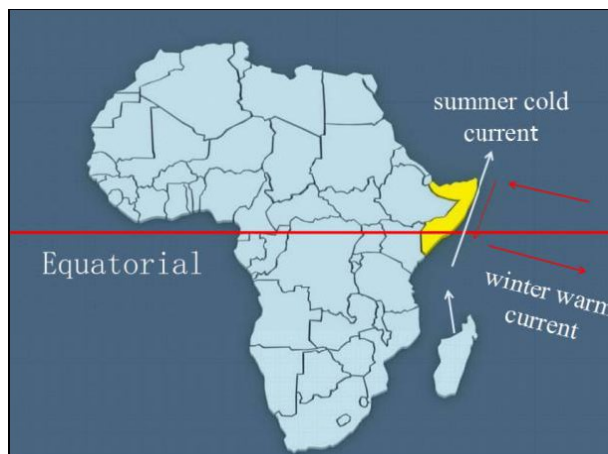 summer cold
current
Equatorial
winter warm
current